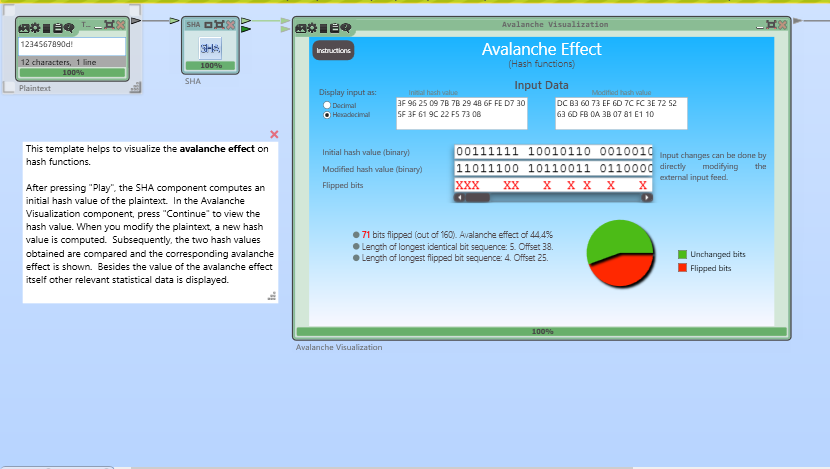 T...
1234567890d!
12 characters, 1 line
100%
Plaintext
SHA
SHA
100%
SHA
Avalanche Visualization
Instructions
Avalanche Effect
(Hash functions)
Input Data
Display input as:
Decimal
Hexadecimal
Initial hash value
3F 96 25 09 7B 7B 29 48 6F FE D7 30
5F 3F 61 9C 22 F5 73 08
Modified hash value
DC B3 60 73 EF 6D 7C FC 3E 72 52
63 6D FB 0A 3B 07 81 E1 10
Initial hash value (binary)
00111111 10010110 0010010
Modified hash value (binary)
11011100 10110011 0110000
Flipped bits
XXX XX X X X X X
Input changes can be done by
directly modifying the
external input feed.
71 bits flipped (out of 160). Avalanche effect of 44,4%
Length of longest identical bit sequence: 5. Offset 38.
Length of longest flipped bit sequence: 4. Offset 25.
Unchanged bits
Flipped bits
100%
Avalanche Visualization
This template helps to visualize the avalanche effect on
hash functions.
After pressing "Play", the SHA component computes an
initial hash value of the plaintext. In the Avalanche
Visualization component, press "Continue" to view the
hash value. When you modify the plaintext, a new hash
value is computed. Subsequently, the two hash values
obtained are compared and the corresponding avalanche
effect is shown. Besides the value of the avalanche effect
itself other relevant statistical data is displayed.